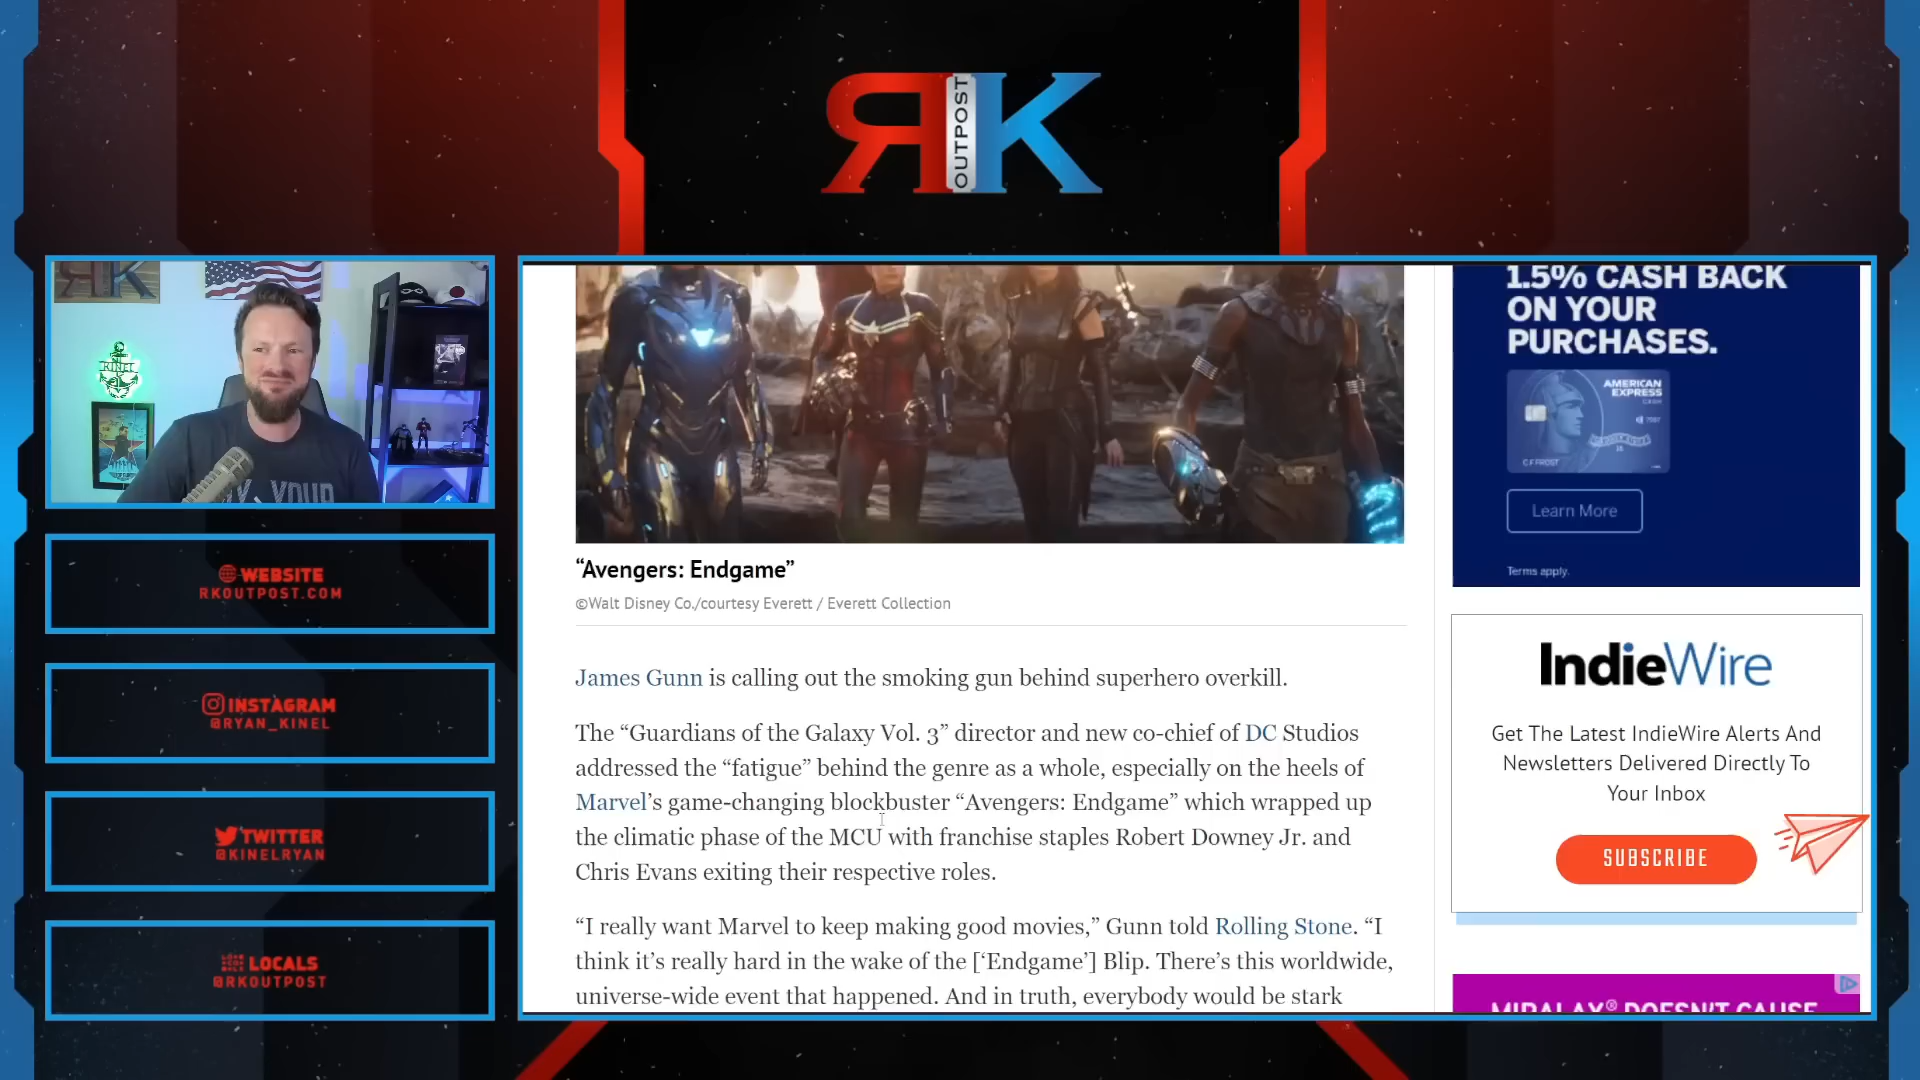 RK
OUTPOST
KINEL
WEBSITE
RKOUTPOST.COM
INSTAGRAM
@RYAN_KINEL
TWITTER
@KINELRYAN
LOCALS
@RKOUTPOST
“Avengers: Endgame”
©Walt Disney Co./courtesy Everett / Everett Collection
James Gunn is calling out the smoking gun behind superhero overkill.
The “Guardians of the Galaxy Vol. 3” director and new co-chief of DC Studios
addressed the “fatigue” behind the genre as a whole, especially on the heels of
Marvel’s game-changing blockbuster “Avengers: Endgame” which wrapped up
the climatic phase of the MCU with franchise staples Robert Downey Jr. and
Chris Evans exiting their respective roles.
“I really want Marvel to keep making good movies,” Gunn told Rolling Stone. “I
think it’s really hard in the wake of the [‘Endgame’] Blip. There’s this worldwide,
universe-wide event that happened. And in truth, everybody would be stark
1.5% CASH BACK
ON YOUR
PURCHASES.
AMERICAN
EXPRESS
C F FROST
Learn More
Terms apply.
IndieWire
Get The Latest IndieWire Alerts And
Newsletters Delivered Directly To
Your Inbox
SUBSCRIBE
MIRALAX® DOESN'T CAUSE